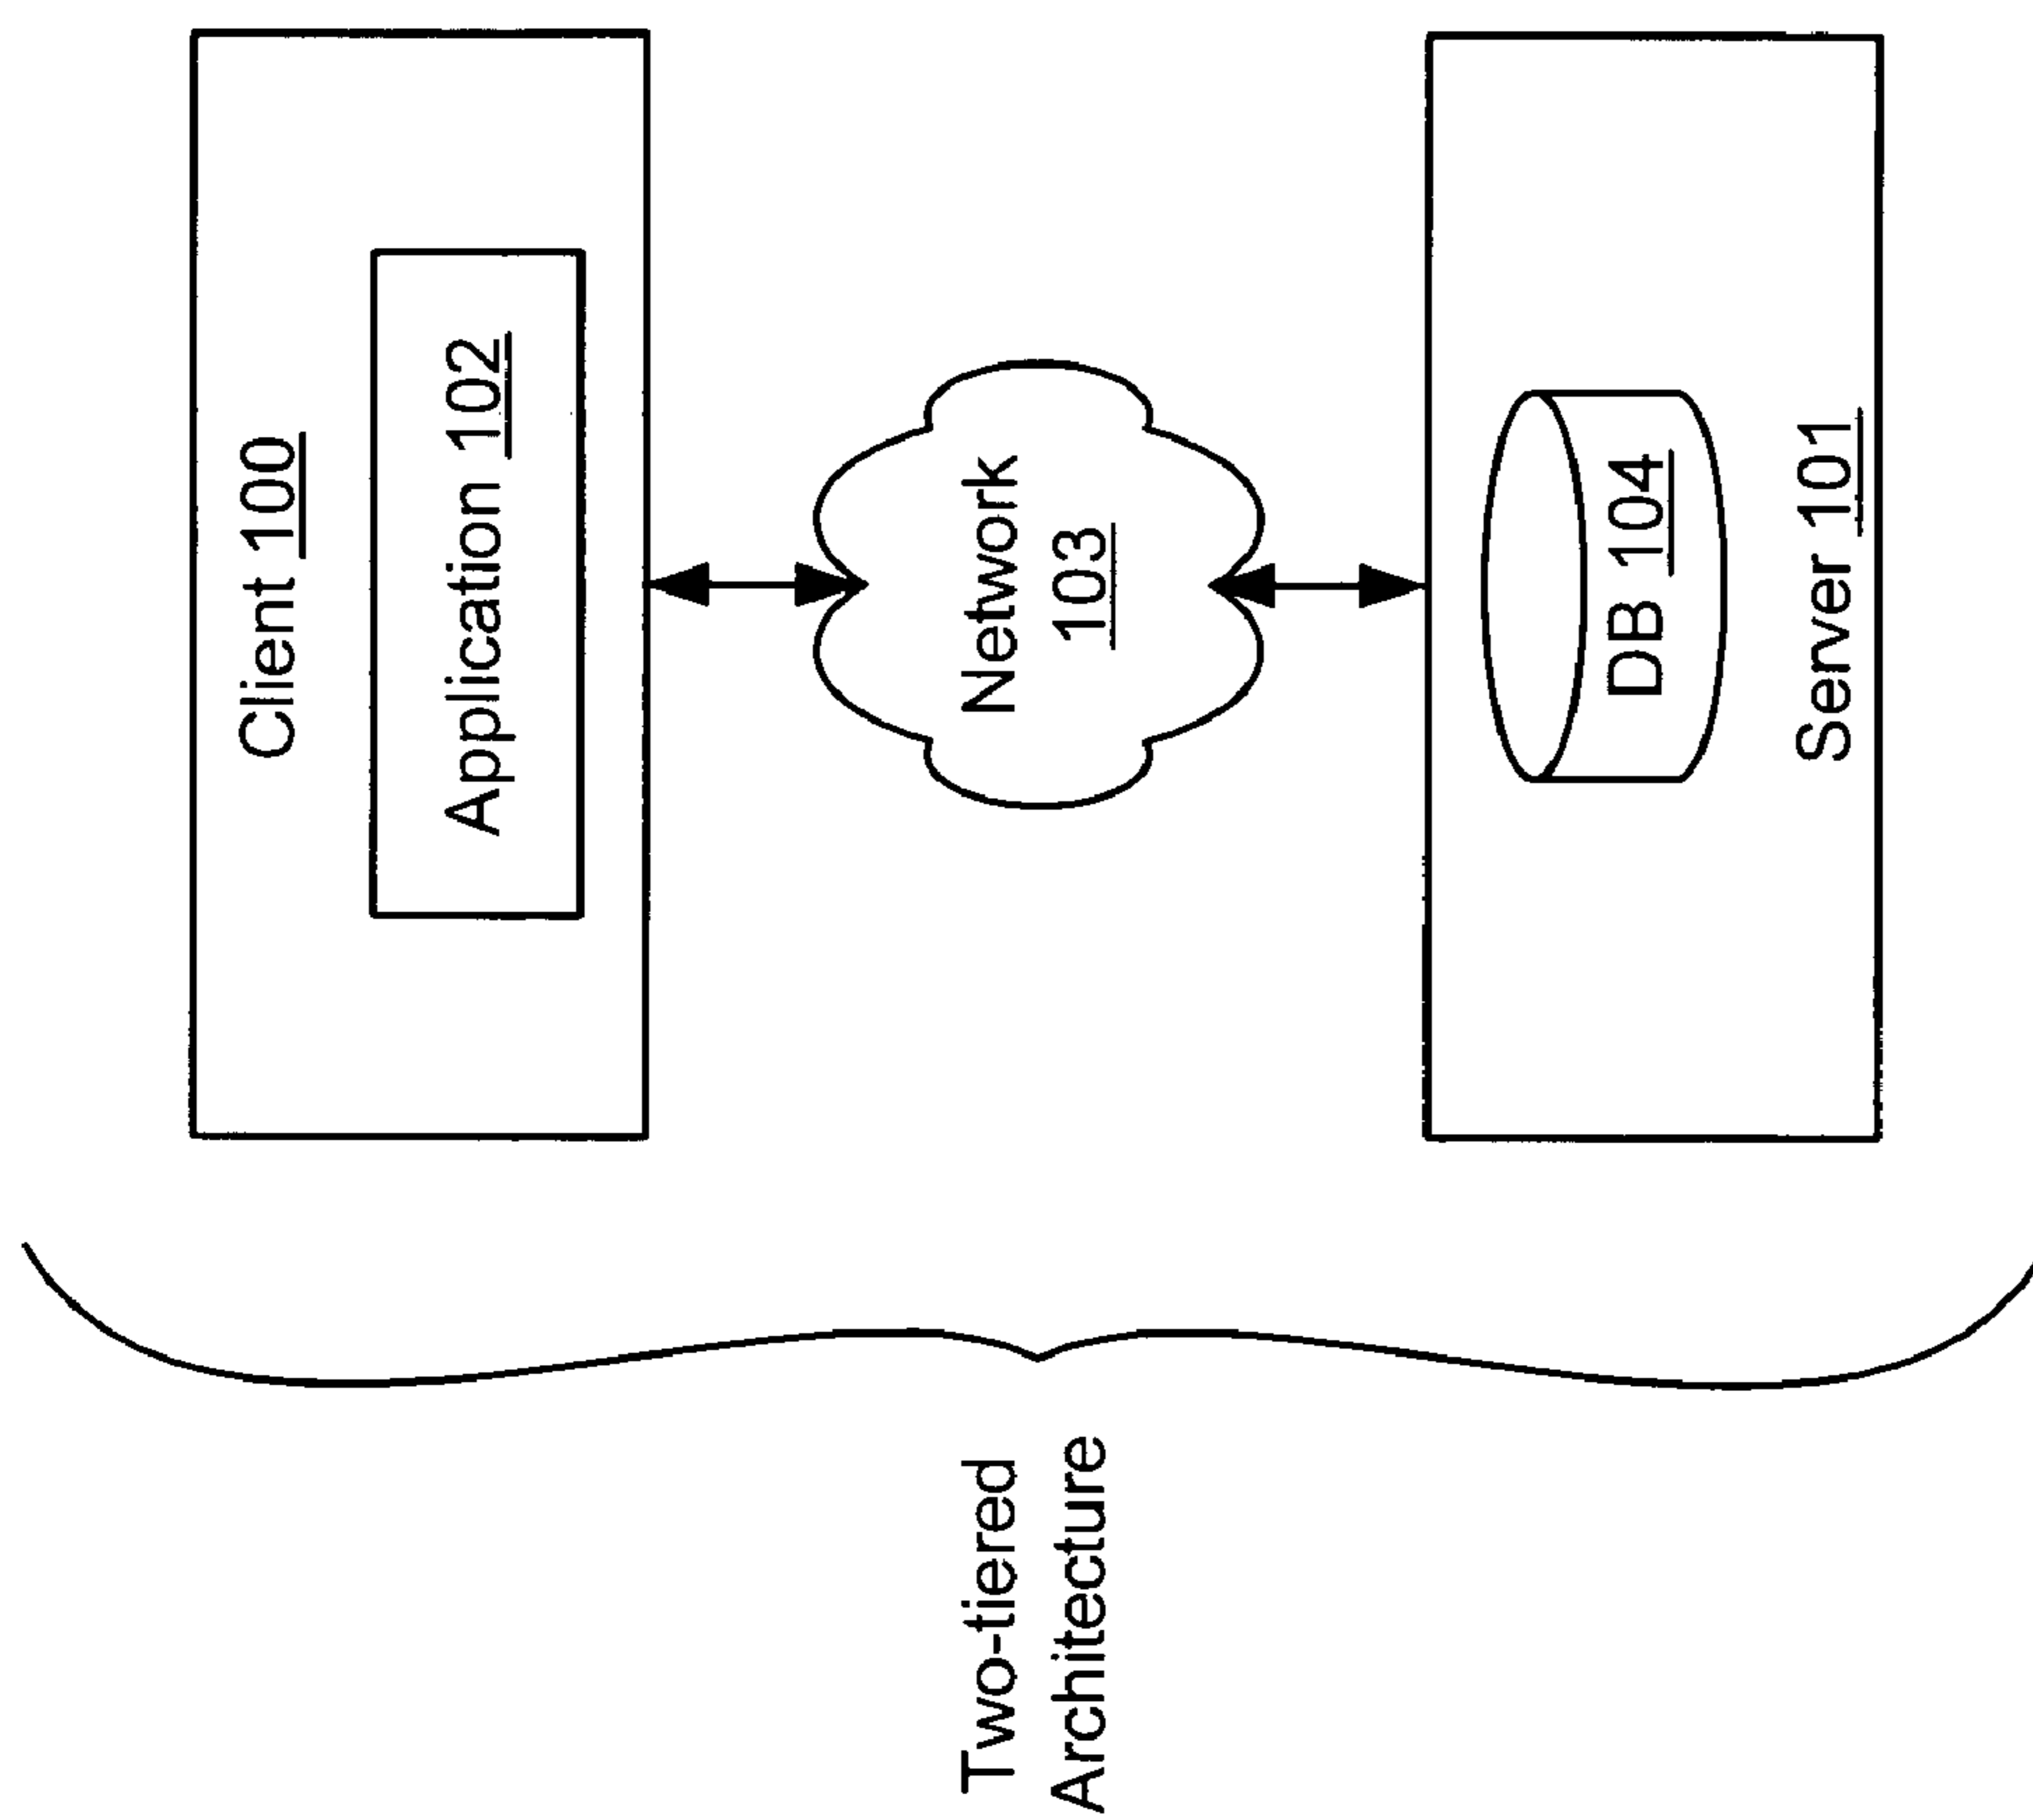 Client 100
Application 102
Network
103
DB 104
Server 101
Two-tiered
Architecture